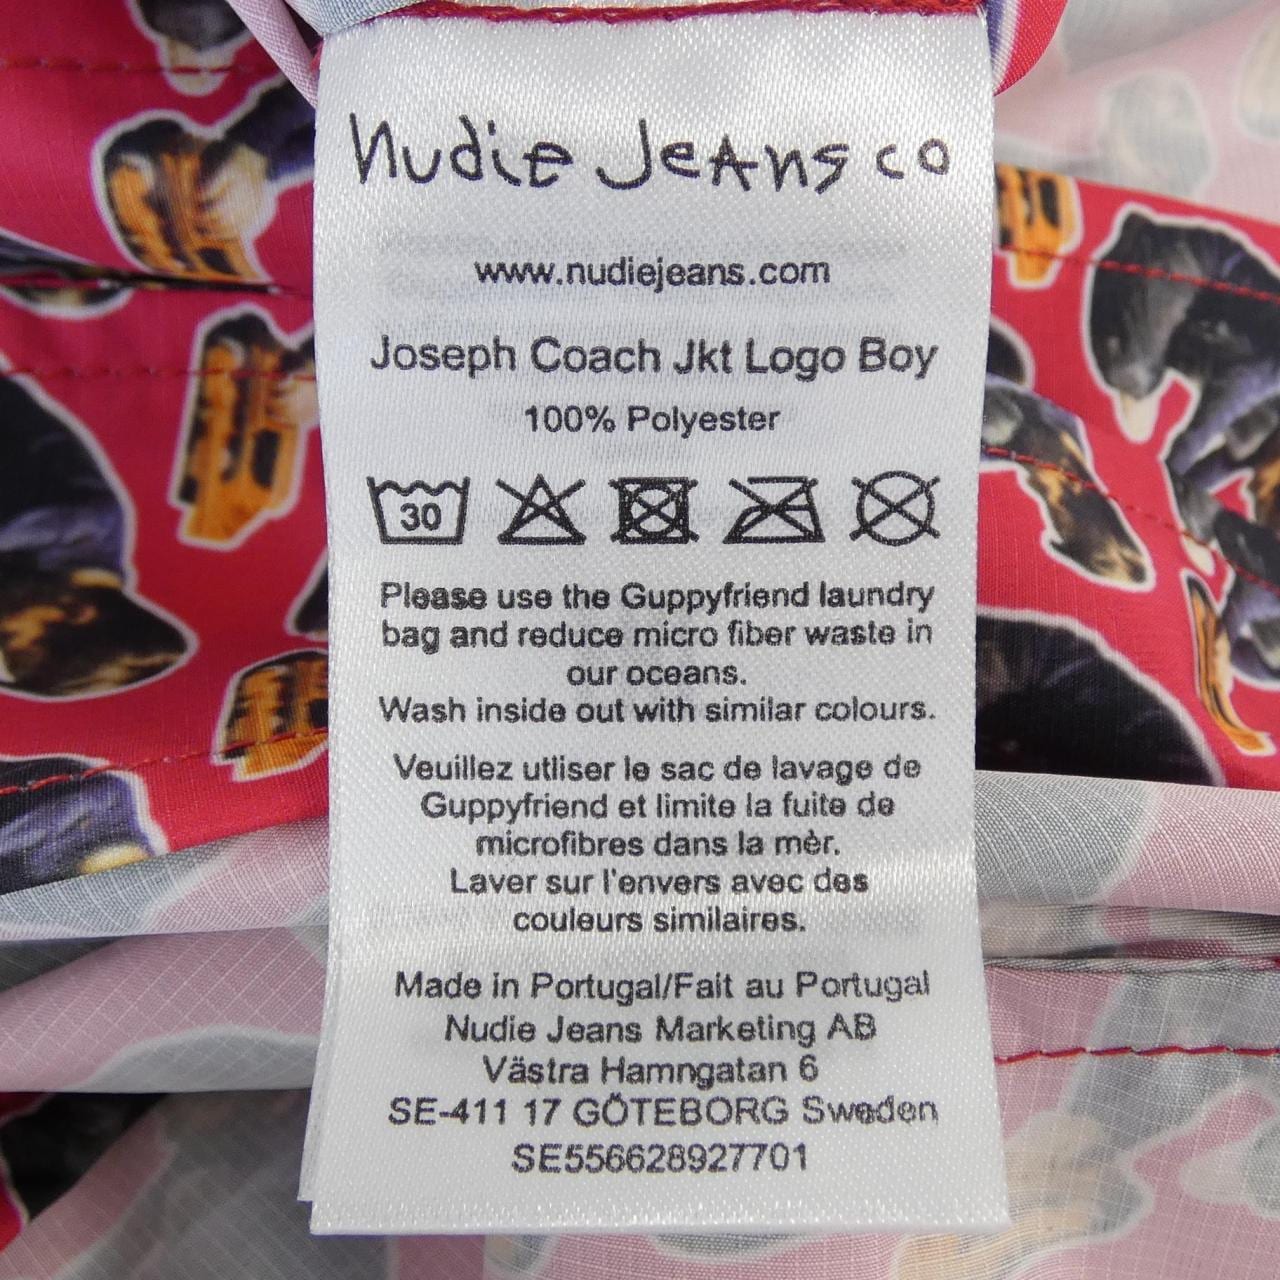 nudie Jeans co
www.nudiejeans.com
Joseph Coach Jkt Logo Boy
100% Polyester
30
Please use the Guppyfriend laundry
bag and reduce micro fiber waste in
our oceans.
Wash inside out with similar colours.
Veuillez utliser le sac de lavage de
Guppyfriend et limite la fuite de
microfibres dans la mèr.
Laver sur l'envers avec des
couleurs similaires.
Made in Portugal/Fait au Portugal
Nudie Jeans Marketing AB
Västra Hamngatan 6
SE-411 17 GÖTEBORG Sweden
SE556628927701